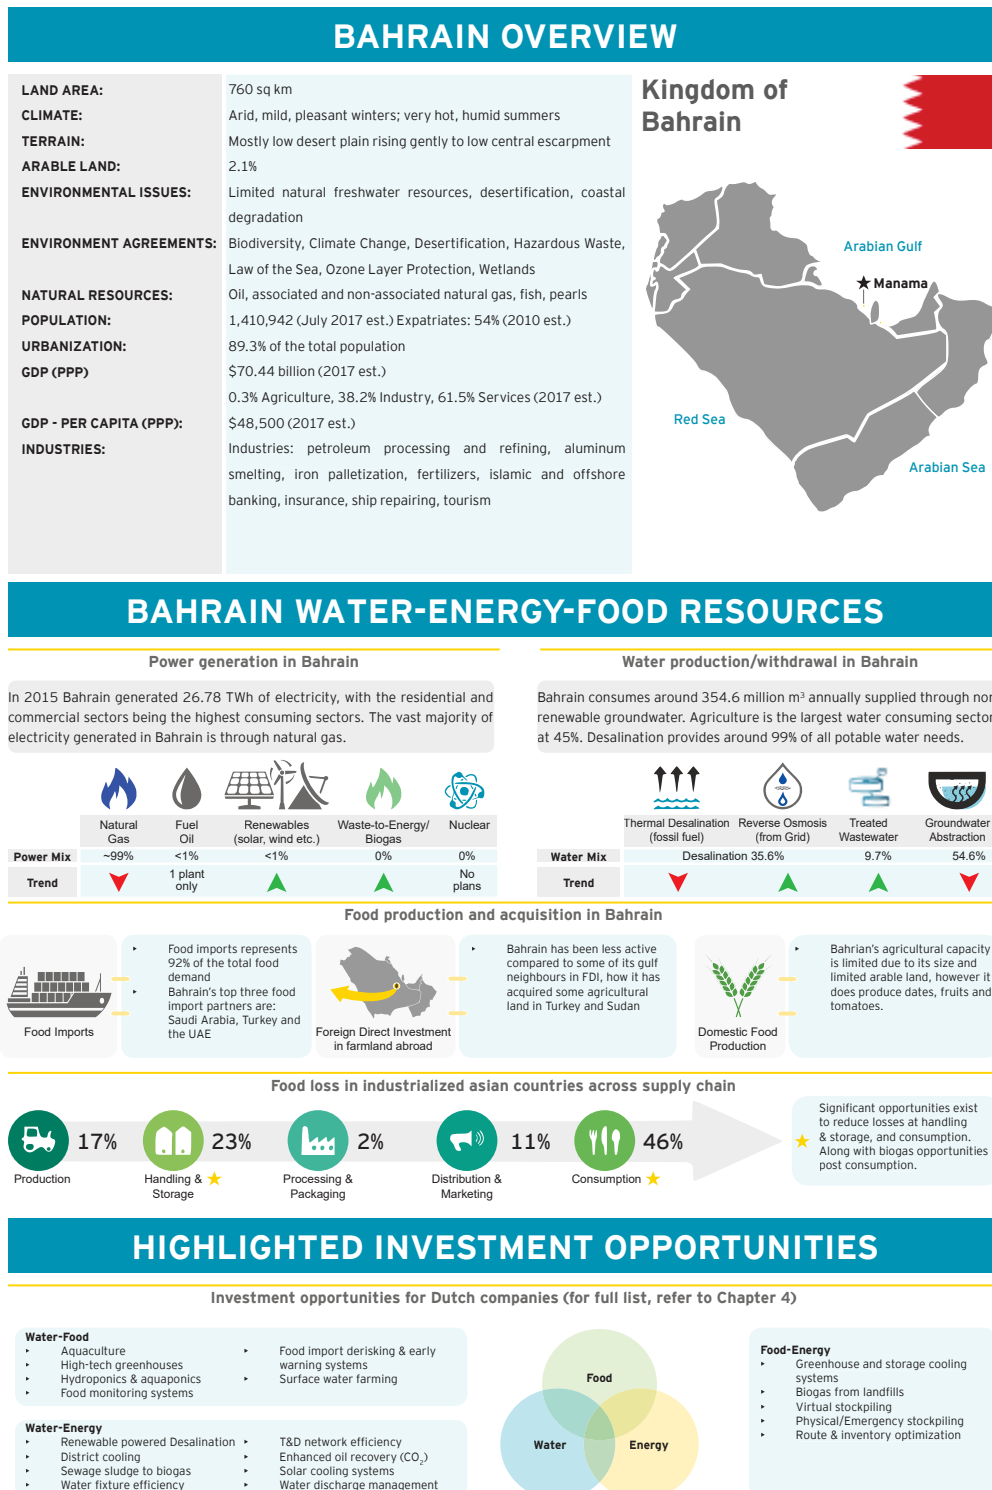 BAHRAIN OVERVIEW
LAND AREA: 760 sq km
CLIMATE: Arid, mild, pleasant winters; very hot, humid summers
TERRAIN: Mostly low desert plain rising gently to low central escarpment
ARABLE LAND: 2.1%
ENVIRONMENTAL ISSUES: Limited natural freshwater resources, desertification, coastal
degradation
ENVIRONMENT AGREEMENTS: Biodiversity, Climate Change, Desertification, Hazardous Waste,
Law of the Sea, Ozone Layer Protection, Wetlands
NATURAL RESOURCES: Oil, associated and non-associated natural gas, fish, pearls
POPULATION: 1,410,942 (July 2017 est.) Expatriates: 54% (2010 est.)
URBANIZATION: 89.3% of the total population
GDP (PPP) $70.44 billion (2017 est.)
0.3% Agriculture, 38.2% Industry, 61.5% Services (2017 est.)
GDP - PER CAPITA (PPP): $48,500 (2017 est.)
INDUSTRIES: Industries: petroleum processing and refining, aluminum
smelting, iron palletization, fertilizers, islamic and offshore
banking, insurance, ship repairing, tourism
Kingdom of
Bahrain
Arabian Gulf
Manama
Red Sea
Arabian Sea
BAHRAIN WATER-ENERGY-FOOD RESOURCES
Power generation in Bahrain
In 2015 Bahrain generated 26.78 TWh of electricity, with the residential and
commercial sectors being the highest consuming sectors. The vast majority of
electricity generated in Bahrain is through natural gas.
Natural
Gas
Fuel
Oil
Renewables
(solar, wind etc.)
Waste-to-Energy/
Biogas
Nuclear
Power Mix ~99% <1% <1% 0% 0%
Trend
1 plant
only
No
plans
Water production/withdrawal in Bahrain
Bahrain consumes around 354.6 million m³ annually supplied through non
renewable groundwater. Agriculture is the largest water consuming sector
at 45%. Desalination provides around 99% of all potable water needs.
Thermal Desalination
(fossil fuel)
Reverse Osmosis
(from Grid)
Treated
Wastewater
Groundwater
Abstraction
Water Mix Desalination 35.6% 9.7% 54.6%
Trend
Food production and acquisition in Bahrain
Food Imports
‣ Food imports represents
92% of the total food
demand
‣ Bahrain's top three food
import partners are:
Saudi Arabia, Turkey and
the UAE
Foreign Direct Investment
in farmland abroad
‣ Bahrain has been less active
compared to some of its gulf
neighbours in FDI, how it has
acquired some agricultural
land in Turkey and Sudan
Domestic Food
Production
‣ Bahrian's agricultural capacity
is limited due to its size and
limited arable land, however it
does produce dates, fruits and
tomatoes.
Food loss in industrialized asian countries across supply chain
17%
Production
23%
Handling &
Storage
2%
Processing &
Packaging
11%
Distribution &
Marketing
46%
Consumption
Significant opportunities exist
to reduce losses at handling
& storage, and consumption.
Along with biogas opportunities
post consumption.
HIGHLIGHTED INVESTMENT OPPORTUNITIES
Investment opportunities for Dutch companies (for full list, refer to Chapter 4)
Water-Food
‣ Aquaculture
‣ High-tech greenhouses
‣ Hydroponics & aquaponics
‣ Food monitoring systems
‣ Food import derisking & early
warning systems
‣ Surface water farming
Water-Energy
‣ Renewable powered Desalination
‣ District cooling
‣ Sewage sludge to biogas
‣ Water fixture efficiency
‣ T&D network efficiency
‣ Enhanced oil recovery (CO₂)
‣ Solar cooling systems
‣ Water discharge management
Food
Water
Energy
Food-Energy
‣ Greenhouse and storage cooling
systems
‣ Biogas from landfills
‣ Virtual stockpiling
‣ Physical/Emergency stockpiling
‣ Route & inventory optimization